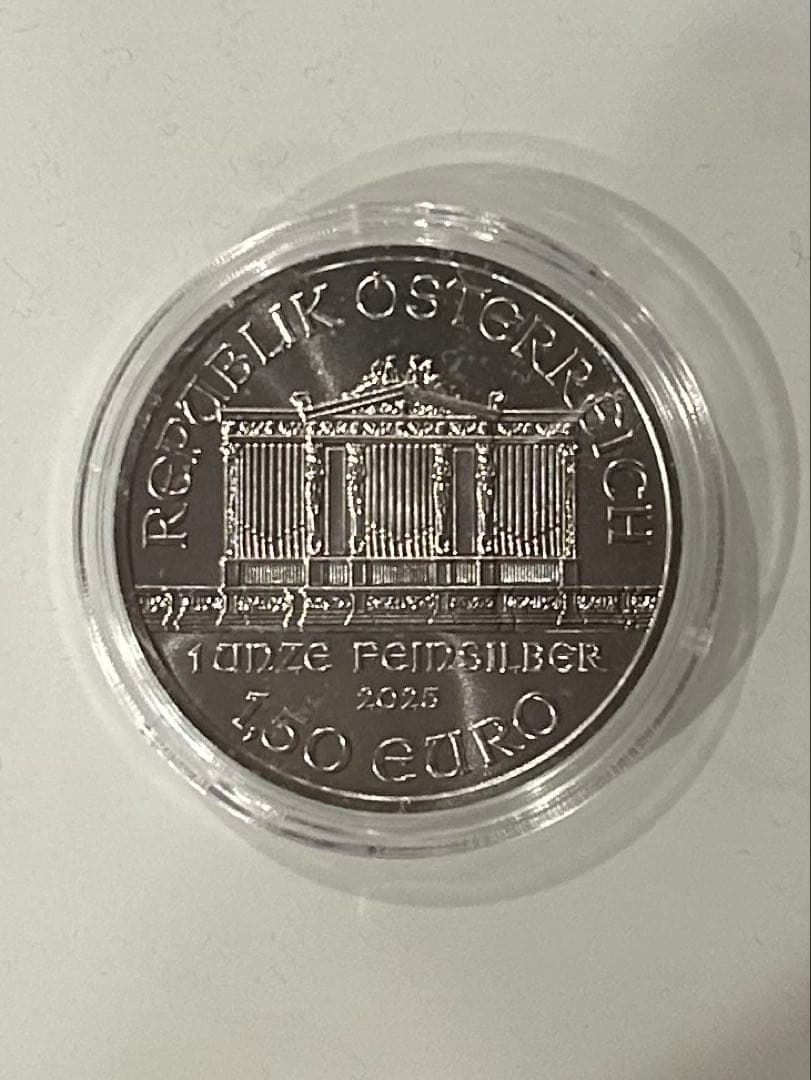 REPUBLIK ÖSTERREICH
1 UNZE FEINSILBER
2025
1,50 EURO